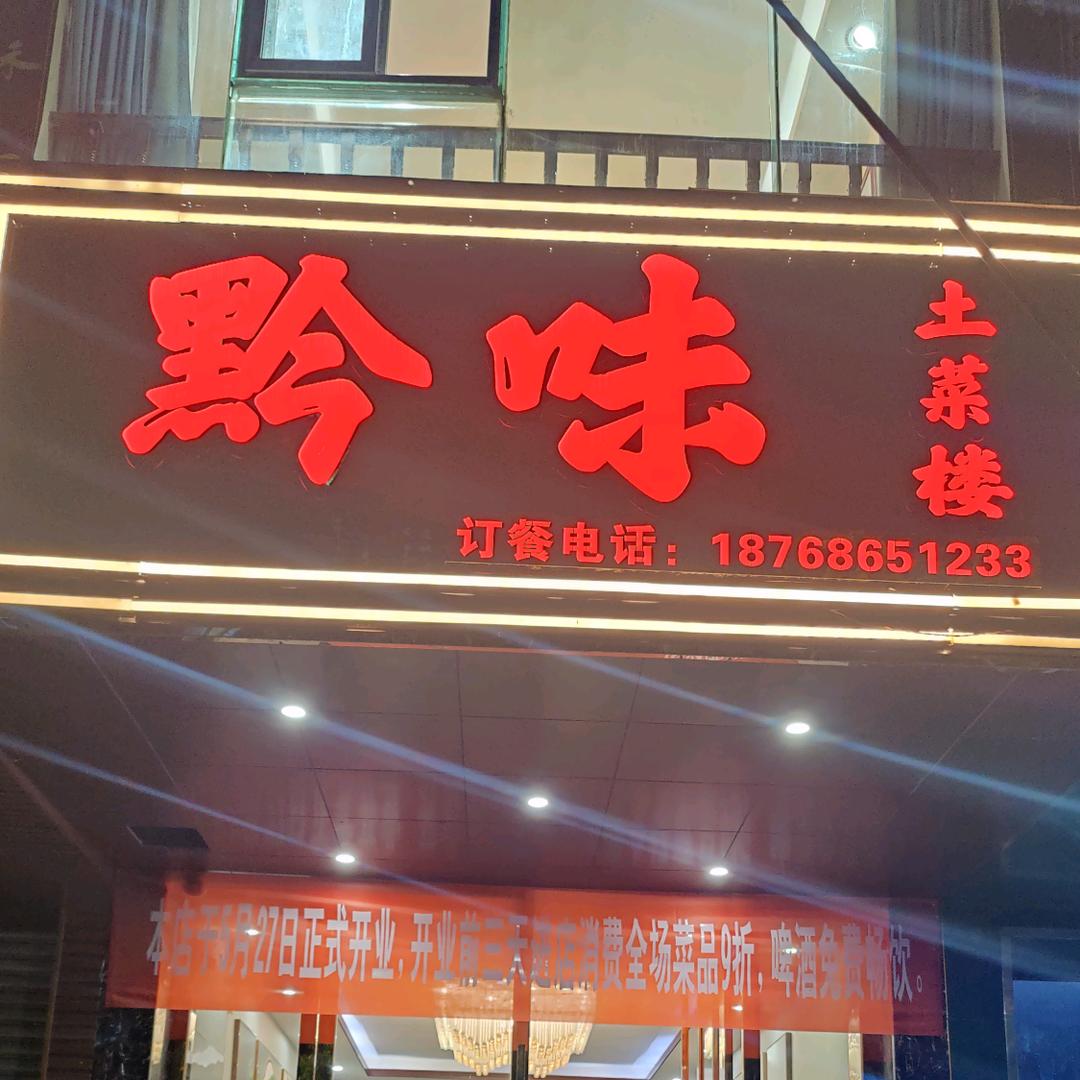 黔味
土菜楼
订餐电话：18768651233
本店于5月27日正式开业，开业前三天进店消费全场菜品9折，啤酒免费畅饮。